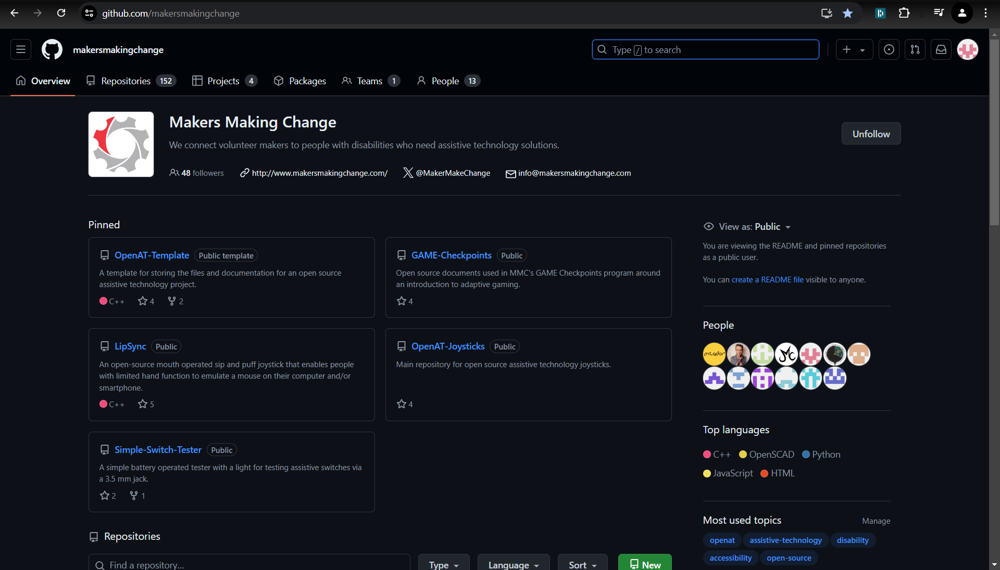 github.com/makersmakingchange
makersmakingchange
Type / to search
Overview
Repositories 152
Projects 4
Packages
Teams 1
People 13
Makers Making Change
We connect volunteer makers to people with disabilities who need assistive technology solutions.
Unfollow
48 followers
http://www.makersmakingchange.com/
@MakerMakeChange
info@makersmakingchange.com
Pinned
OpenAT-Template Public template
A template for storing the files and documentation for an open source
assistive technology project.
C++ 4 2
GAME-Checkpoints Public
Open source documents used in MMC's GAME Checkpoints program around
an introduction to adaptive gaming.
4
LipSync Public
An open-source mouth operated sip and puff joystick that enables people
with limited hand function to emulate a mouse on their computer and/or
smartphone.
C++ 5
OpenAT-Joysticks Public
Main repository for open source assistive technology joysticks.
4
Simple-Switch-Tester Public
A simple battery operated tester with a light for testing assistive switches via
a 3.5 mm jack.
2 1
Repositories
Find a repository...
Type
Language
Sort
New
View as: Public
You are viewing the README and pinned repositories
as a public user.
You can create a README file visible to anyone.
People
Top languages
C++ OpenSCAD Python
JavaScript HTML
Most used topics
Manage
openat assistive-technology disability
accessibility open-source